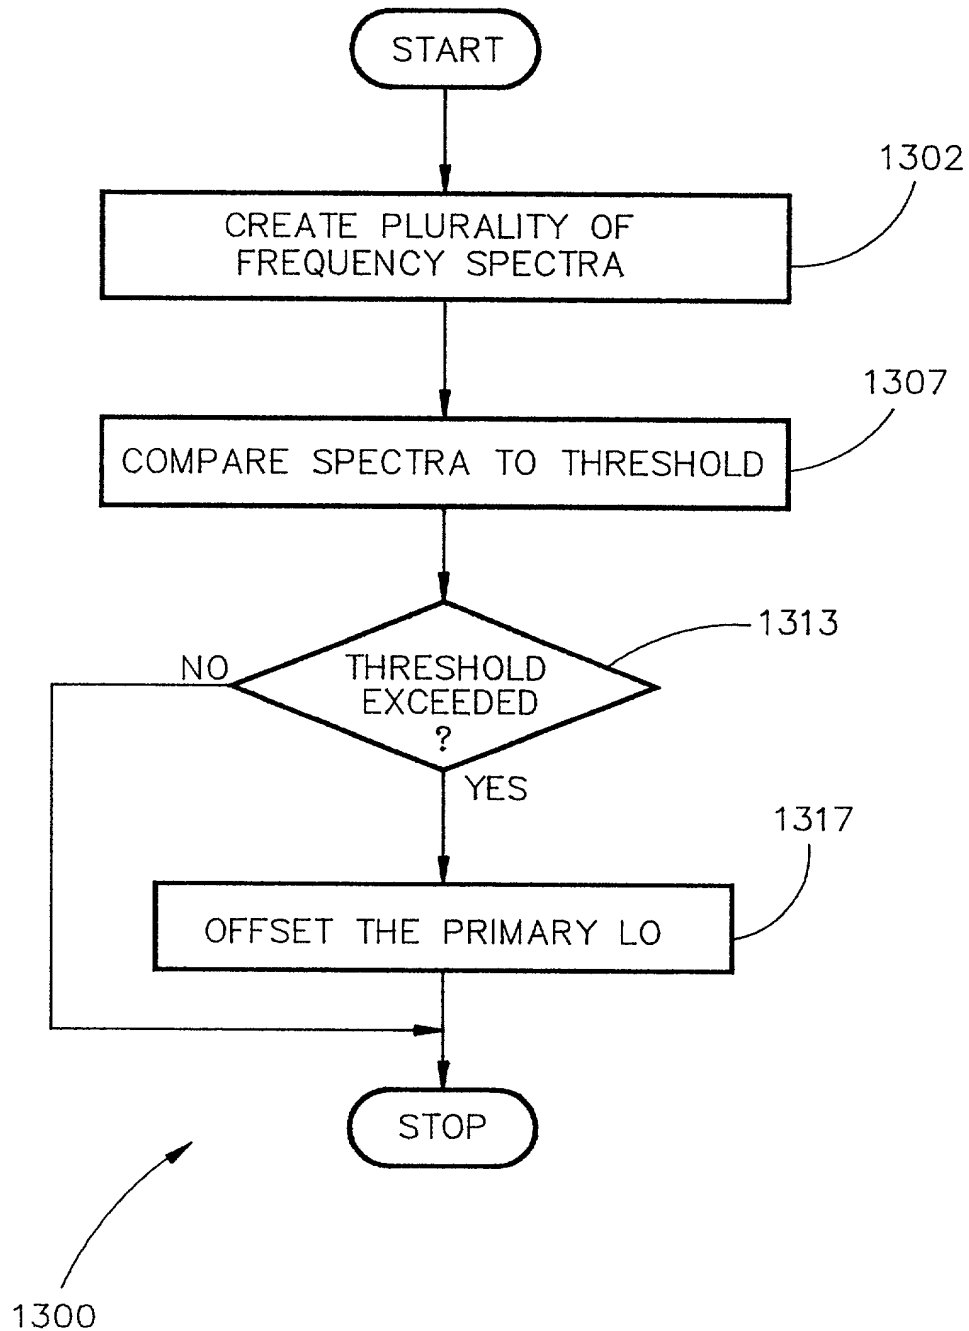 START
1302
CREATE PLURALITY OF
FREQUENCY SPECTRA
1307
COMPARE SPECTRA TO THRESHOLD
1313
NO
THRESHOLD
EXCEEDED
?
YES
1317
OFFSET THE PRIMARY LO
STOP
1300